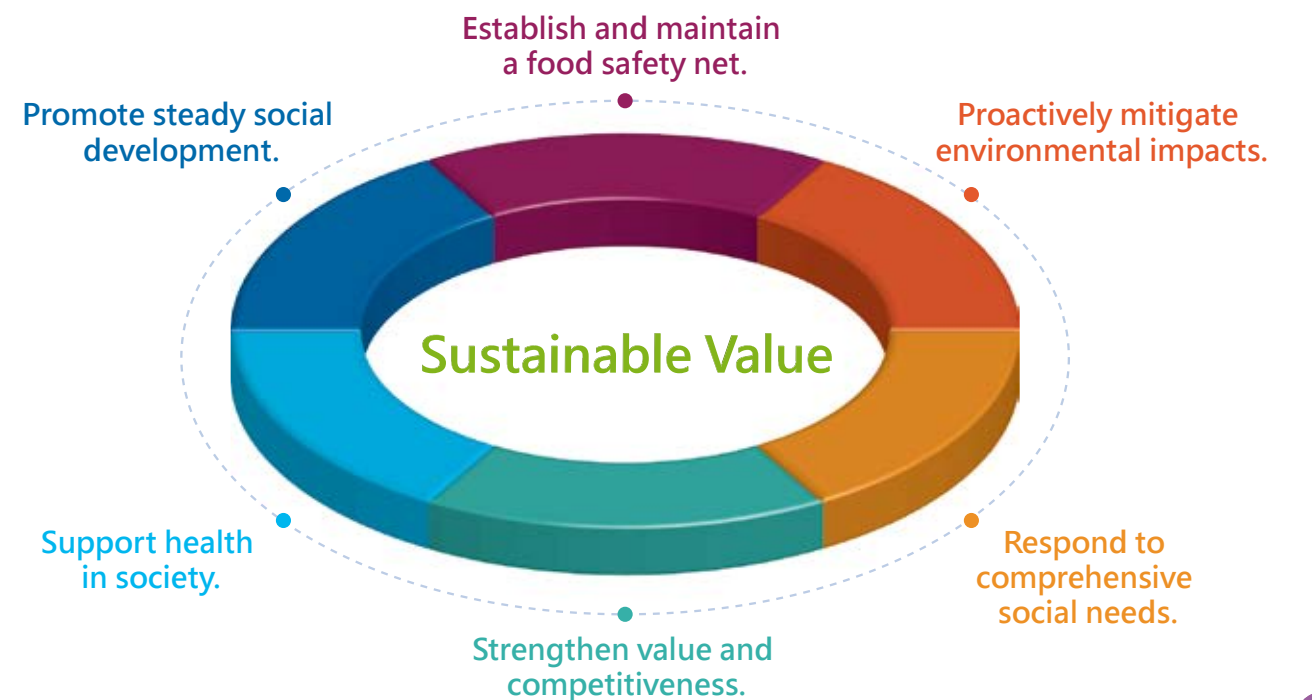 Establish and maintain
a food safety net.
Promote steady social
development.
Proactively mitigate
environmental impacts.
Sustainable Value
Support health
in society.
Respond to
comprehensive
social needs.
Strengthen value and
competitiveness.